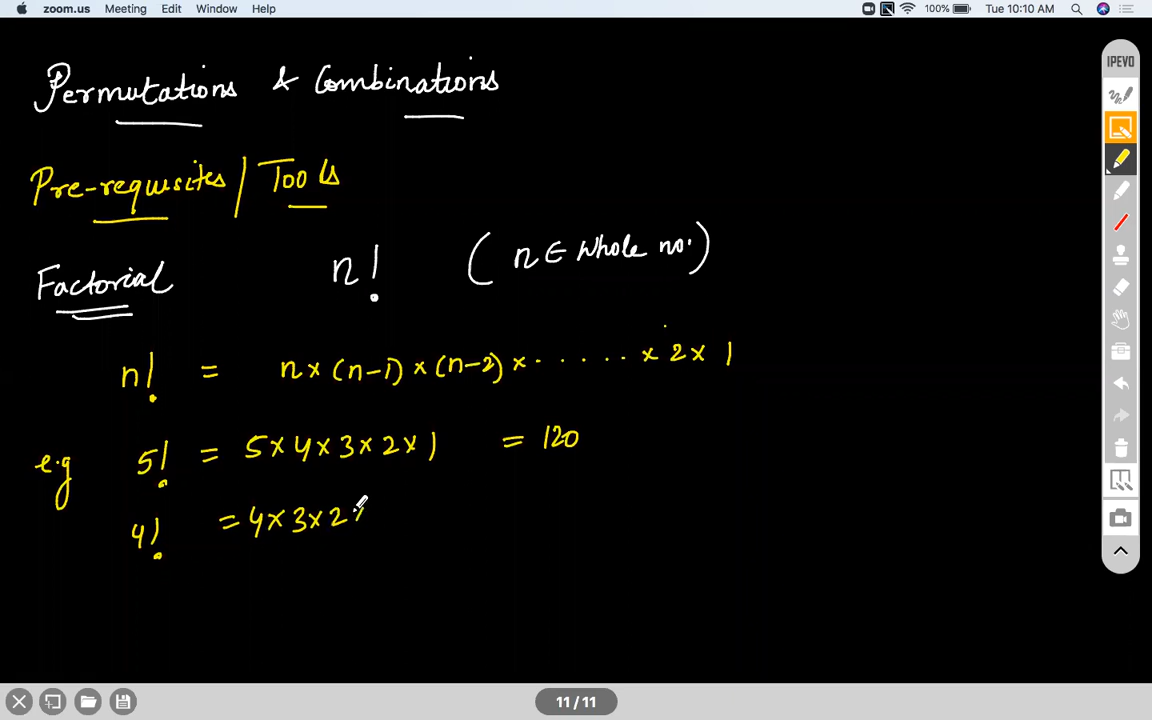 zoom.us Meeting Edit Window Help 100% Tue 10:10 AM
IPEVO
Permutations & Combinations
Pre-requisites / Tools
Factorial n! ( n ∈ Whole no.)
n! = n × (n-1) × (n-2) × ...... × 2 × 1
e.g 5! = 5 × 4 × 3 × 2 × 1 = 120
4! = 4 × 3 × 2
11 / 11